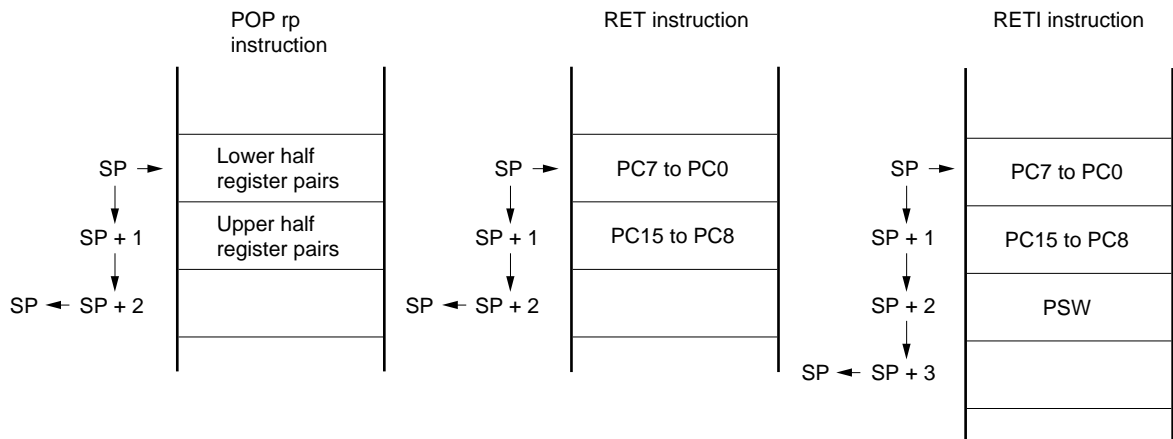 POP rp
instruction
SP
SP + 1
SP ← SP + 2
Lower half
register pairs
Upper half
register pairs
RET instruction
SP
SP + 1
SP ← SP + 2
PC7 to PC0
PC15 to PC8
RETI instruction
SP
SP + 1
SP + 2
SP ← SP + 3
PC7 to PC0
PC15 to PC8
PSW